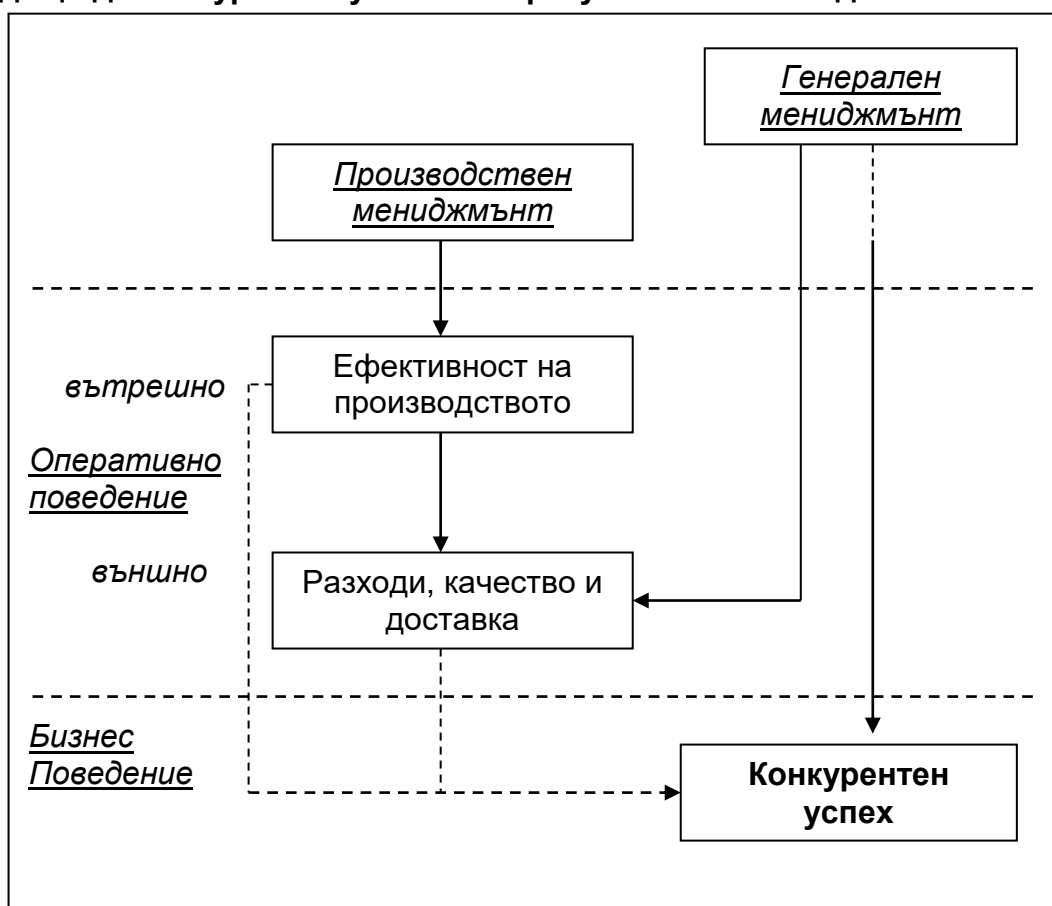 Генерален
мениджмънт
Производствен
мениджмънт
Ефективност на
производството
вътрешно
Оперативно
поведение
външно
Разходи, качество и
доставка
Бизнес
Поведение
Конкурентен
успех